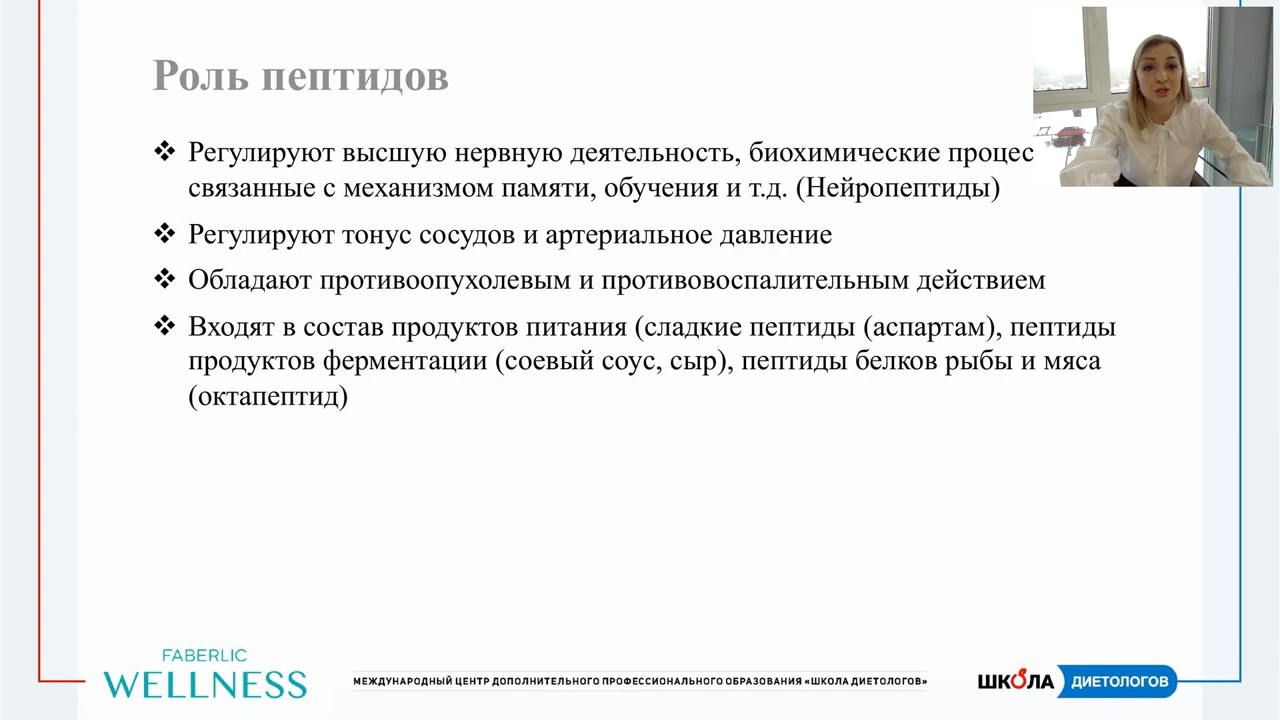 Роль пептидов
❖ Регулируют высшую нервную деятельность, биохимические процес
связанные с механизмом памяти, обучения и т.д. (Нейропептиды)
❖ Регулируют тонус сосудов и артериальное давление
❖ Обладают противоопухолевым и противовоспалительным действием
❖ Входят в состав продуктов питания (сладкие пептиды (аспартам), пептиды
продуктов ферментации (соевый соус, сыр), пептиды белков рыбы и мяса
(октапептид)
FABERLIC
WELLNESS
МЕЖДУНАРОДНЫЙ ЦЕНТР ДОПОЛНИТЕЛЬНОГО ПРОФЕССИОНАЛЬНОГО ОБРАЗОВАНИЯ «ШКОЛА ДИЕТОЛОГОВ»
ШКОЛА ДИЕТОЛОГОВ